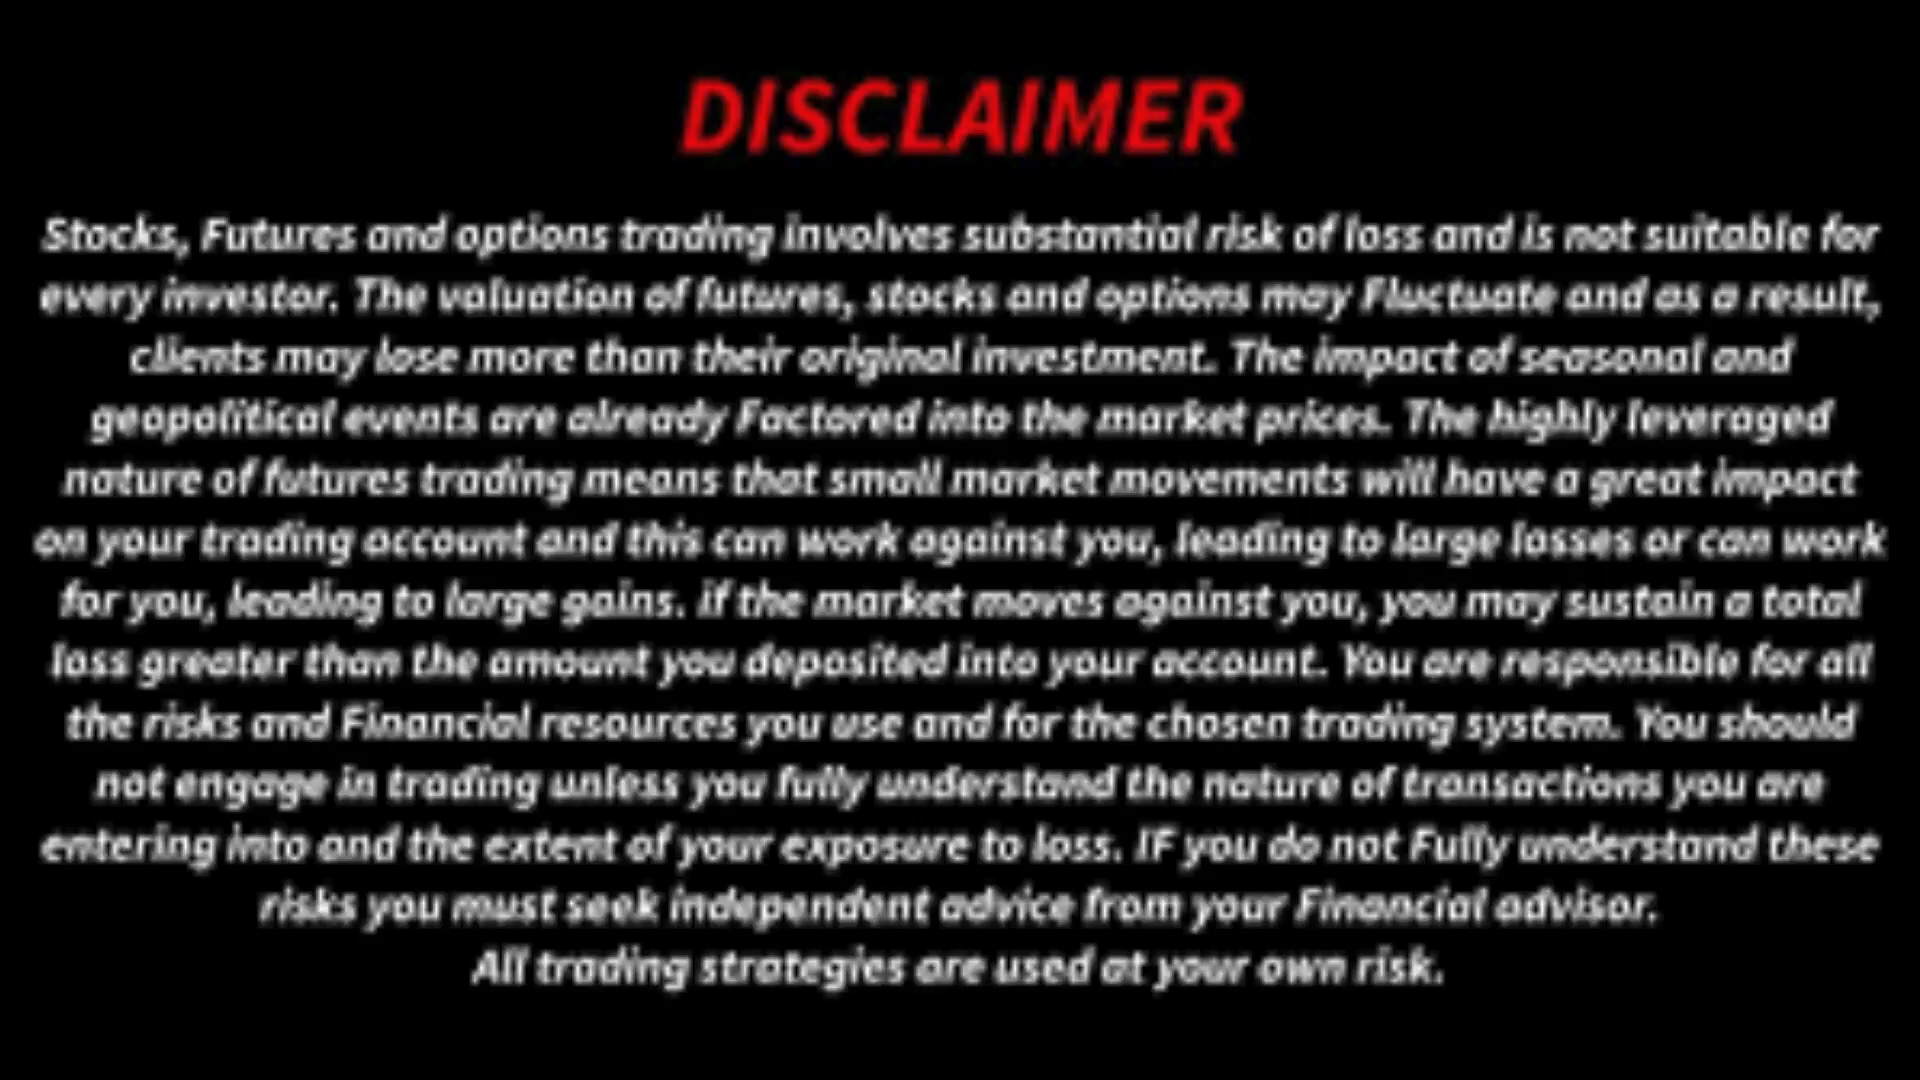 DISCLAIMER
Stocks, Futures and options trading involves substantial risk of loss and is not suitable for
every investor. The valuation of futures, stocks and options may Fluctuate and as a result,
clients may lose more than their original investment. The impact of seasonal and
geopolitical events are already Factored into the market prices. The highly leveraged
nature of futures trading means that small market movements will have a great impact
on your trading account and this can work against you, leading to large losses or can work
for you, leading to large gains. if the market moves against you, you may sustain a total
loss greater than the amount you deposited into your account. You are responsible for all
the risks and Financial resources you use and for the chosen trading system. You should
not engage in trading unless you fully understand the nature of transactions you are
entering into and the extent of your exposure to loss. IF you do not Fully understand these
risks you must seek independent advice from your Financial advisor.
All trading strategies are used at your own risk.